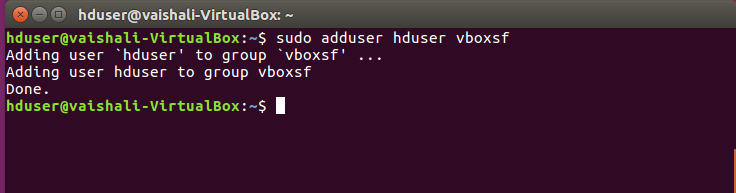 hduser@vaishali-VirtualBox: ~
hduser@vaishali-VirtualBox:~$ sudo adduser hduser vboxsf
Adding user `hduser' to group `vboxsf' ...
Adding user hduser to group vboxsf
Done.
hduser@vaishali-VirtualBox:~$